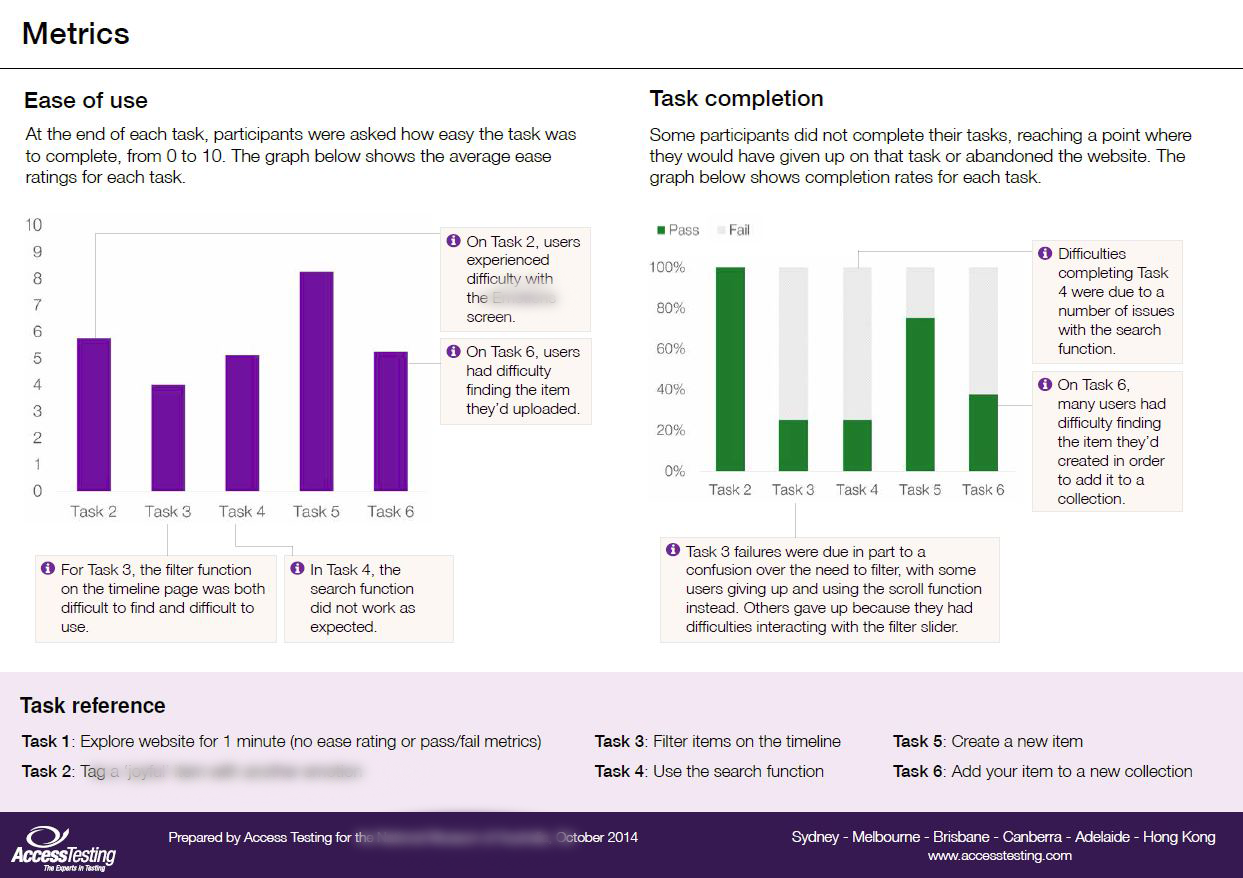 Metrics
Ease of use
At the end of each task, participants were asked how easy the task was
to complete, from 0 to 10. The graph below shows the average ease
ratings for each task.
10
9
8
7
6
5
4
3
2
1
0
Task 2 Task 3 Task 4 Task 5 Task 6
On Task 2, users
experienced
difficulty with
the
screen.
On Task 6, users
had difficulty
finding the item
they'd uploaded.
For Task 3, the filter function
on the timeline page was both
difficult to find and difficult to
use.
In Task 4, the
search function
did not work as
expected.
Task completion
Some participants did not complete their tasks, reaching a point where
they would have given up on that task or abandoned the website. The
graph below shows completion rates for each task.
Pass Fail
100%
80%
60%
40%
20%
0%
Task 2 Task 3 Task 4 Task 5 Task 6
Difficulties
completing Task
4 were due to a
number of issues
with the search
function.
On Task 6,
many users had
difficulty finding
the item they'd
created in order
to add it to a
collection.
Task 3 failures were due in part to a
confusion over the need to filter, with some
users giving up and using the scroll function
instead. Others gave up because they had
difficulties interacting with the filter slider.
Task reference
Task 1: Explore website for 1 minute (no ease rating or pass/fail metrics)
Task 2: Tag a
Task 3: Filter items on the timeline
Task 4: Use the search function
Task 5: Create a new item
Task 6: Add your item to a new collection
AccessTesting
The Experts in Testing
Prepared by Access Testing for the October 2014
Sydney - Melbourne - Brisbane - Canberra - Adelaide - Hong Kong
www.accesstesting.com